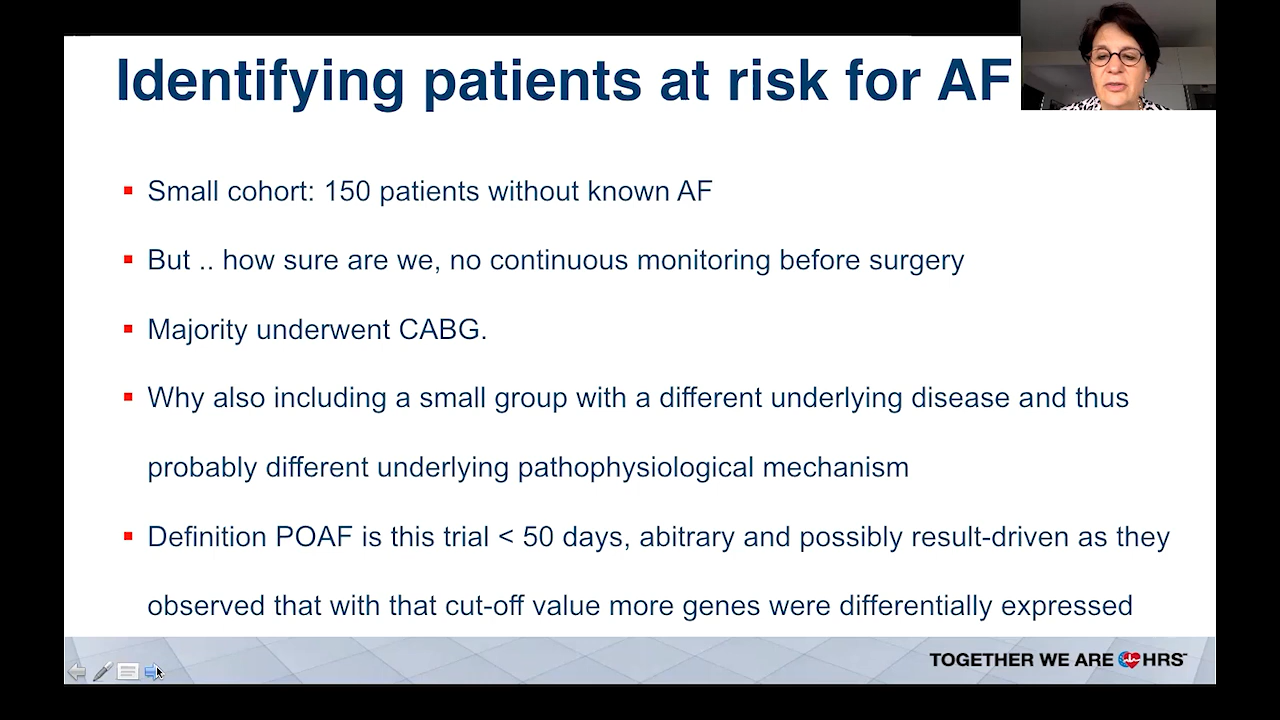 Identifying patients at risk for AF
Small cohort: 150 patients without known AF
But .. how sure are we, no continuous monitoring before surgery
Majority underwent CABG.
Why also including a small group with a different underlying disease and thus
probably different underlying pathophysiological mechanism
Definition POAF is this trial < 50 days, abitrary and possibly result-driven as they
observed that with that cut-off value more genes were differentially expressed
TOGETHER WE ARE HRS